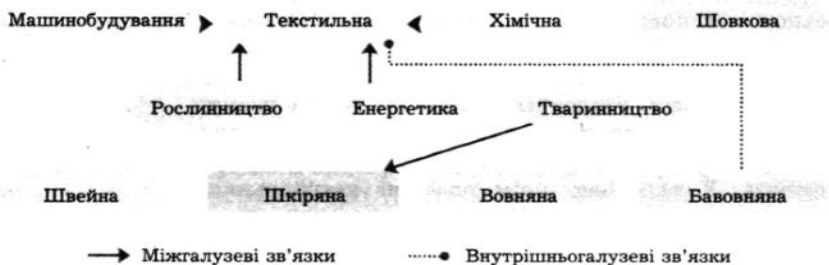 Машинобудування Текстильна Хімічна Шовкова
Рослинництво Енергетика Тваринництво
Швейна Шкіряна Вовняна Бавовняна
Міжгалузеві зв'язки Внутрішньогалузеві зв'язки